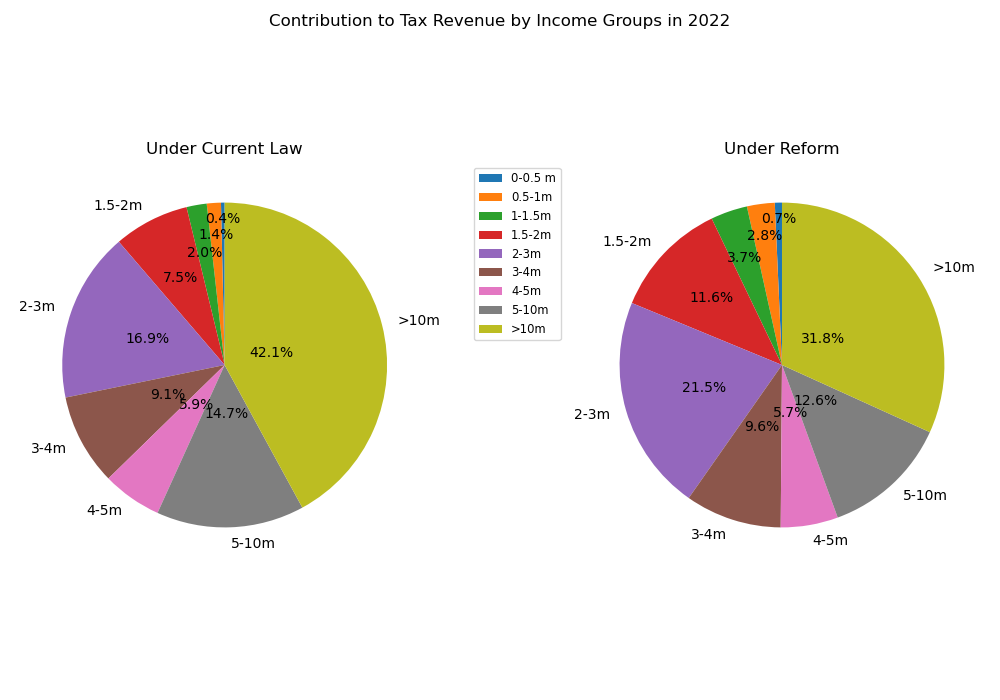 Contribution to Tax Revenue by Income Groups in 2022
Under Current Law
1.5-2m
0.4%
1.4%
2.0%
7.5%
2-3m
16.9%
42.1%
>10m
9.1%
5.9%
14.7%
3-4m
4-5m
5-10m
0-0.5 m
0.5-1m
1-1.5m
1.5-2m
2-3m
3-4m
4-5m
5-10m
>10m
Under Reform
1.5-2m
0.7%
2.8%
3.7%
>10m
11.6%
31.8%
21.5%
12.6%
2-3m
5.7%
9.6%
5-10m
3-4m
4-5m